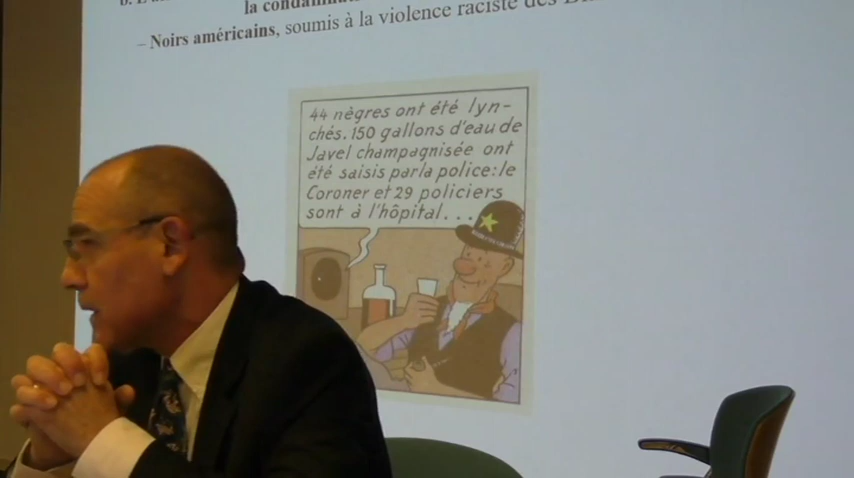 la
– Noirs américains, soumis à la violence raciste des
44 nègres ont été lyn-
chés. 150 gallons d'eau de
Javel champagnisée ont
été saisis par la police: le
Coroner et 29 policiers
sont à l'hôpital...